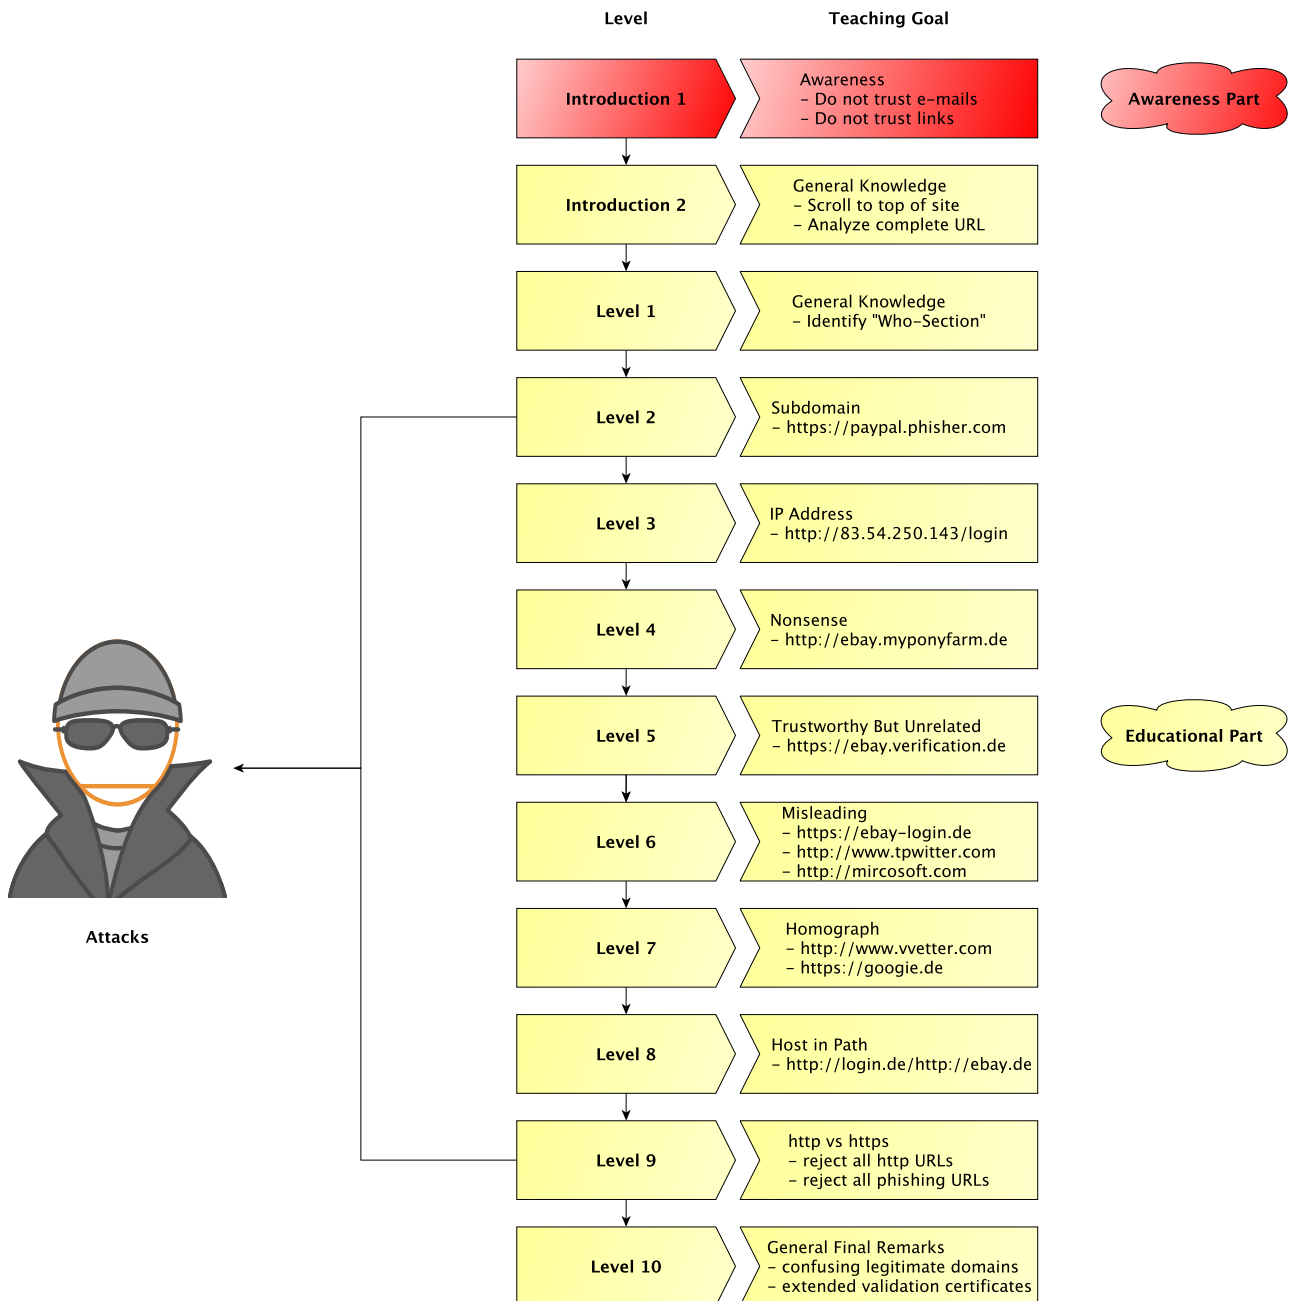 Level
Teaching Goal
Introduction 1
Awareness
- Do not trust e-mails
- Do not trust links
Awareness Part
Introduction 2
General Knowledge
- Scroll to top of site
- Analyze complete URL
Level 1
General Knowledge
- Identify "Who-Section"
Level 2
Subdomain
- https://paypal.phisher.com
Level 3
IP Address
- http://83.54.250.143/login
Level 4
Nonsense
- http://ebay.myponyfarm.de
Level 5
Trustworthy But Unrelated
- https://ebay.verification.de
Educational Part
Level 6
Misleading
- https://ebay-login.de
- http://www.tpwitter.com
- http://mircosoft.com
Level 7
Homograph
- http://www.vvetter.com
- https://googie.de
Attacks
Level 8
Host in Path
- http://login.de/http://ebay.de
Level 9
http vs https
- reject all http URLs
- reject all phishing URLs
Level 10
General Final Remarks
- confusing legitimate domains
- extended validation certificates